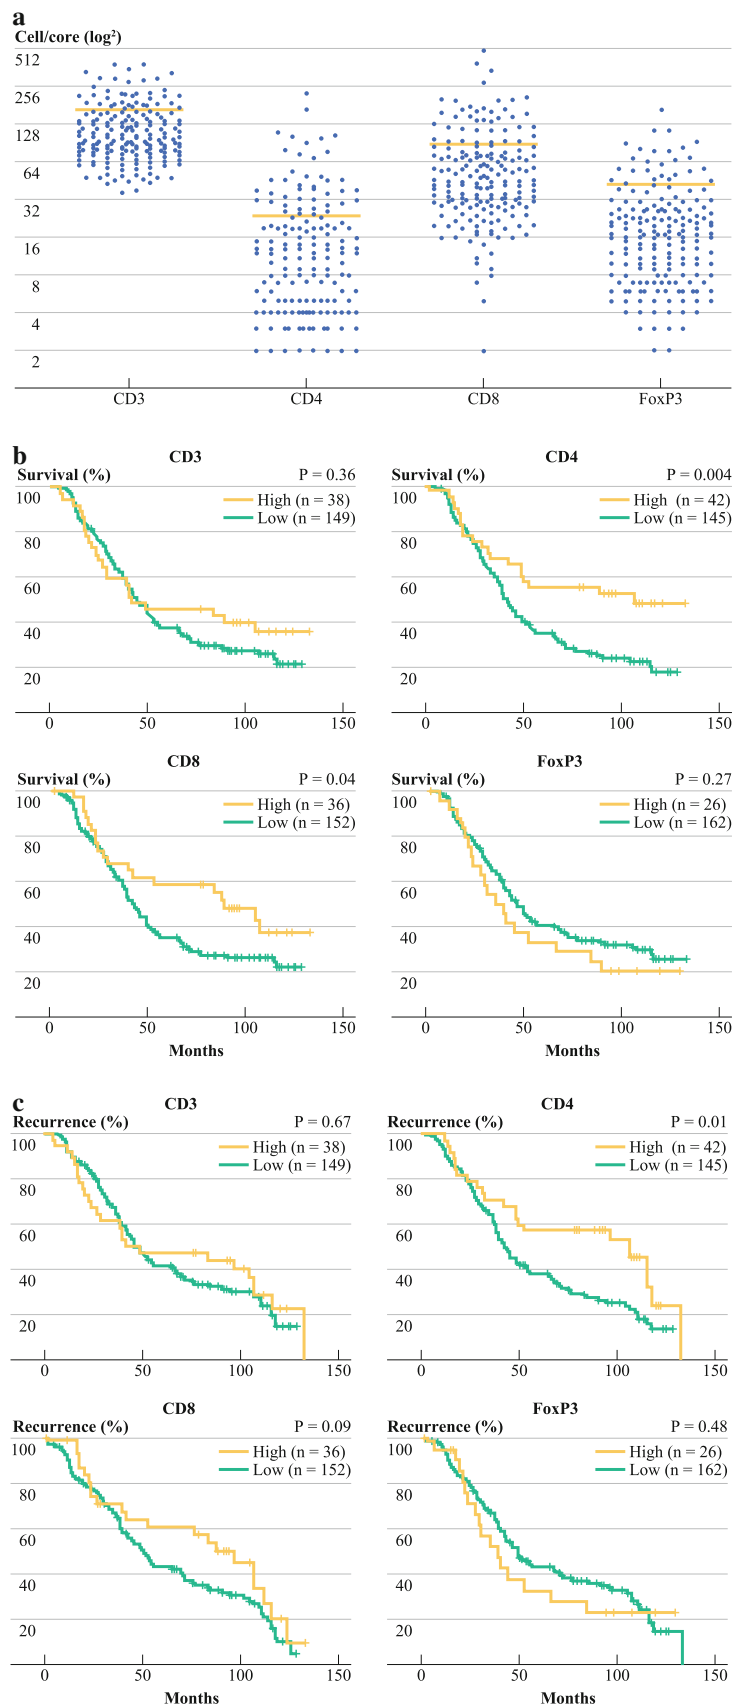 a
Cell/core (log²)
512
256
128
64
32
16
8
4
2
CD3 CD4 CD8 FoxP3
b
CD3
Survival (%) P = 0.36
High (n = 38)
Low (n = 149)
100
80
60
40
20
0 50 100 150
CD4
Survival (%) P = 0.004
High (n = 42)
Low (n = 145)
100
80
60
40
20
0 50 100 150
CD8
Survival (%) P = 0.04
High (n = 36)
Low (n = 152)
100
80
60
40
20
0 50 100 150
Months
FoxP3
Survival (%) P = 0.27
High (n = 26)
Low (n = 162)
100
80
60
40
20
0 50 100 150
Months
c
CD3
Recurrence (%) P = 0.67
High (n = 38)
Low (n = 149)
100
80
60
40
20
0 50 100 150
CD4
Recurrence (%) P = 0.01
High (n = 42)
Low (n = 145)
100
80
60
40
20
0 50 100 150
CD8
Recurrence (%) P = 0.09
High (n = 36)
Low (n = 152)
100
80
60
40
20
0 50 100 150
Months
FoxP3
Recurrence (%) P = 0.48
High (n = 26)
Low (n = 162)
100
80
60
40
20
0 50 100 150
Months